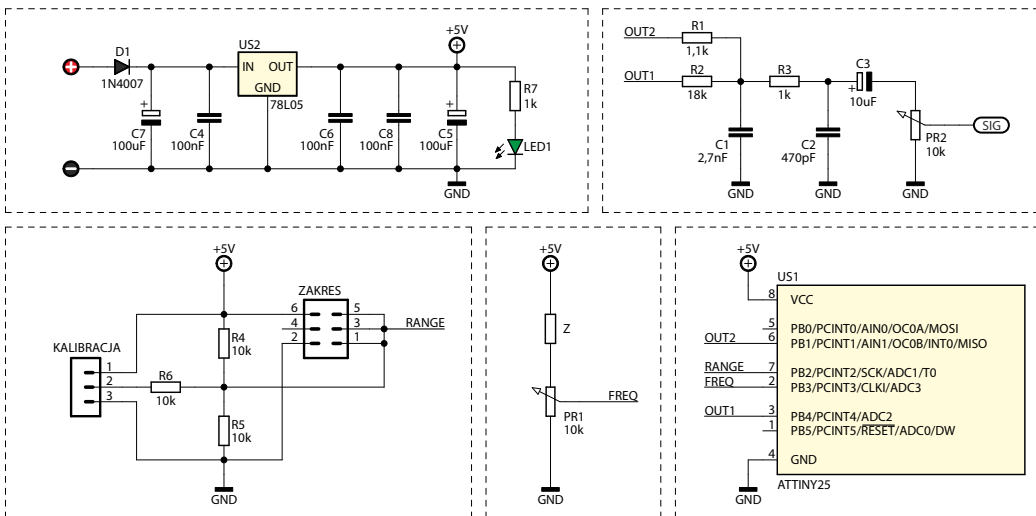 +5V
D1
1N4007
US2
IN OUT
GND
78L05
+
C7
100uF
C4
100nF
C6
100nF
C8
100nF
+
C5
100uF
R7
1k
LED1
GND
OUT2
R1
1,1k
OUT1
R2
18k
R3
1k
C3
+
10uF
C1
2,7nF
C2
470pF
PR2
10k
SIG
GND
GND
GND
+5V
KALIBRACJA
1
2
3
R6
10k
R4
10k
R5
10k
ZAKRES
6 5
4 3
2 1
RANGE
GND
+5V
Z
PR1
10k
FREQ
GND
+5V
US1
8 VCC
5 PB0/PCINT0/AIN0/OC0A/MOSI
OUT2 6 PB1/PCINT1/AIN1/OC0B/INT0/MISO
RANGE 7 PB2/PCINT2/SCK/ADC1/T0
FREQ 2 PB3/PCINT3/CLKI/ADC3
OUT1 3 PB4/PCINT4/ADC2
1 PB5/PCINT5/RESET/ADC0/DW
4 GND
GND
ATTINY25